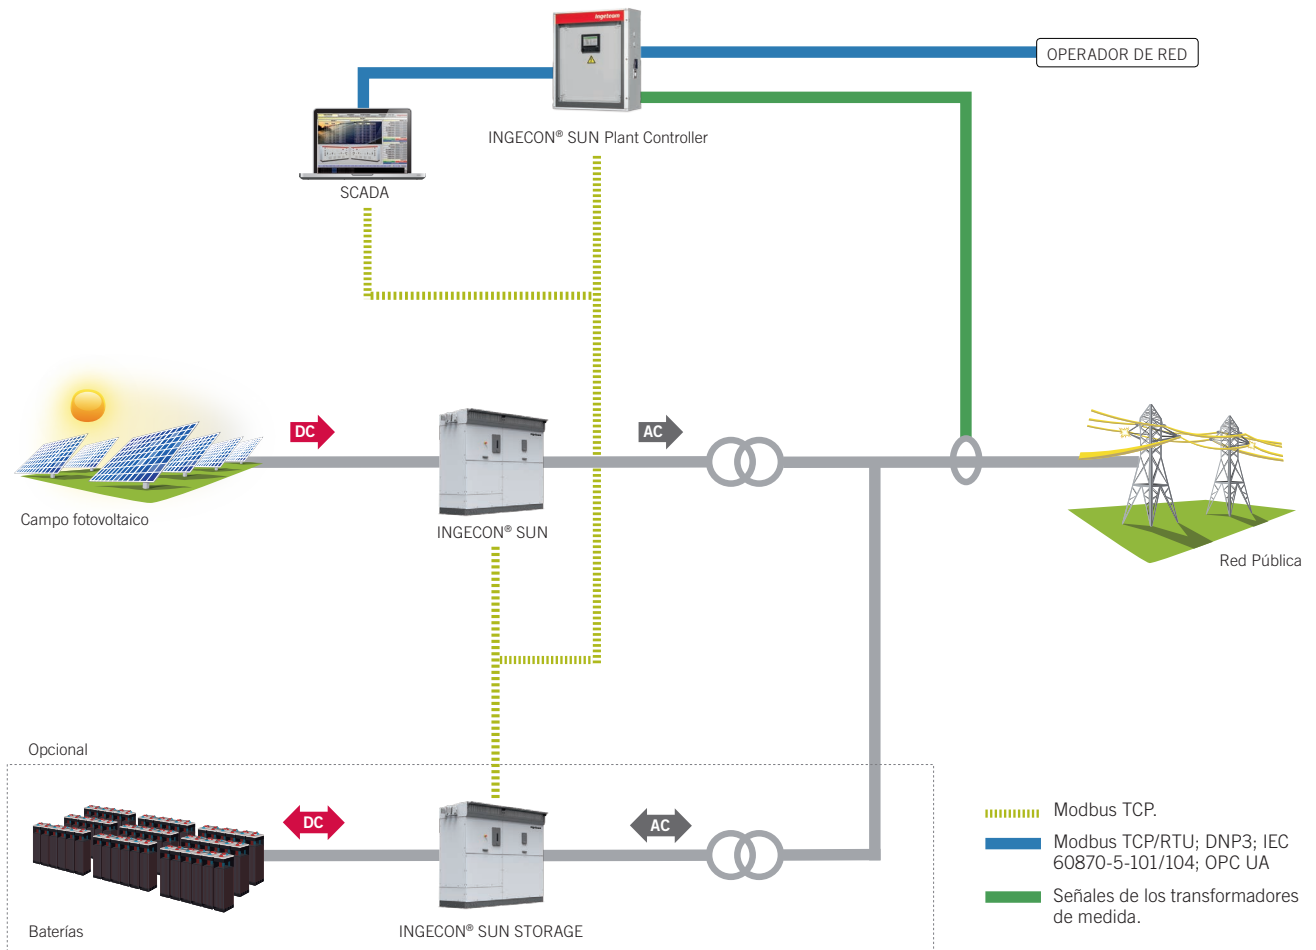 Ingeteam
OPERADOR DE RED
INGECON® SUN Plant Controller
SCADA
DC
AC
Campo fotovoltaico
INGECON® SUN
Red Pública
Opcional
DC
AC
Baterías
INGECON® SUN STORAGE
Modbus TCP.
Modbus TCP/RTU; DNP3; IEC
60870-5-101/104; OPC UA
Señales de los transformadores
de medida.